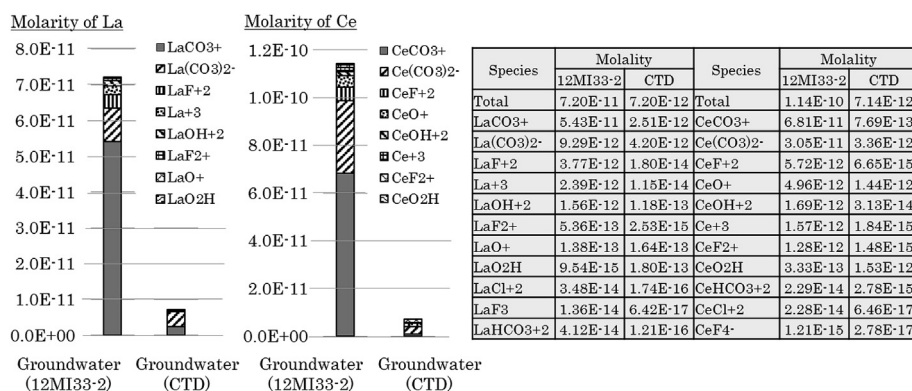 Molarity of La
8.0E-11
7.0E-11
6.0E-11
5.0E-11
4.0E-11
3.0E-11
2.0E-11
1.0E-11
0.0E+00
LaCO3+
La(CO3)2-
LaF+2
La+3
LaOH+2
LaF2+
LaO+
LaO2H
Groundwater (12MI33-2)
Groundwater (CTD)
Molarity of Ce
1.2E-10
1.0E-10
8.0E-11
6.0E-11
4.0E-11
2.0E-11
0.0E+00
CeCO3+
Ce(CO3)2-
CeF+2
CeO+
CeOH+2
Ce+3
CeF2+
CeO2H
Groundwater (12MI33-2)
Groundwater (CTD)
Species Molality Species Molality
12MI33-2 CTD 12MI33-2 CTD
Total 7.20E-11 7.20E-12 Total 1.14E-10 7.14E-12
LaCO3+ 5.43E-11 2.51E-12 CeCO3+ 6.81E-11 7.69E-13
La(CO3)2- 9.29E-12 4.20E-12 Ce(CO3)2- 3.05E-11 3.36E-12
LaF+2 3.77E-12 1.80E-14 CeF+2 5.72E-12 6.65E-15
La+3 2.39E-12 1.15E-14 CeO+ 4.96E-12 1.44E-12
LaOH+2 1.56E-12 1.18E-13 CeOH+2 1.69E-12 3.13E-14
LaF2+ 5.36E-13 2.53E-15 Ce+3 1.57E-12 1.84E-15
LaO+ 1.38E-13 1.64E-13 CeF2+ 1.28E-12 1.48E-15
LaO2H 9.54E-15 1.80E-13 CeO2H 3.33E-13 1.53E-12
LaCl+2 3.48E-14 1.74E-16 CeHCO3+2 2.29E-14 2.78E-15
LaF3 1.36E-14 6.42E-17 CeCl+2 2.28E-14 6.46E-17
LaHCO3+2 4.12E-14 1.21E-16 CeF4- 1.21E-15 2.78E-17